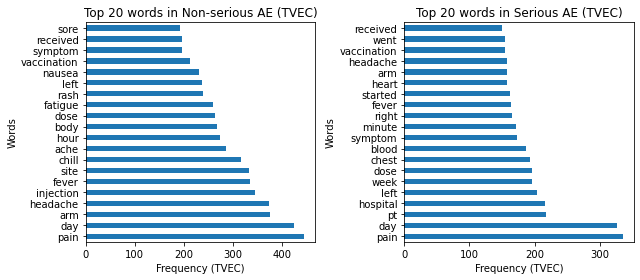 Top 20 words in Non-serious AE (TVEC)
Words
sore
received
symptom
vaccination
nausea
left
rash
fatigue
dose
body
hour
ache
chill
site
fever
injection
headache
arm
day
pain
0 100 200 300 400
Frequency (TVEC)
Top 20 words in Serious AE (TVEC)
Words
received
went
vaccination
headache
arm
heart
started
fever
right
minute
symptom
blood
chest
dose
week
left
hospital
pt
day
pain
0 100 200 300
Frequency (TVEC)